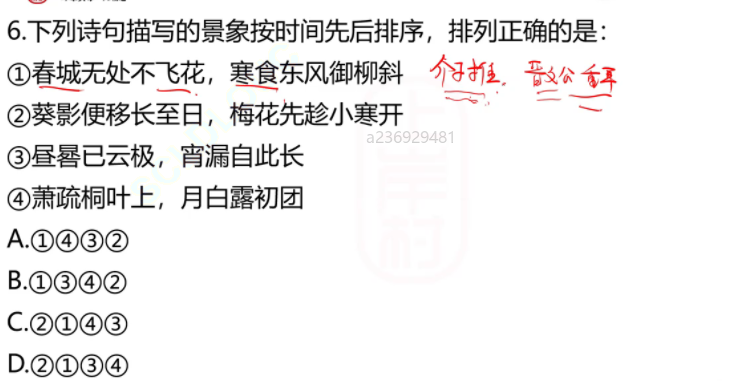 6.下列诗句描写的景象按时间先后排序，排列正确的是：
①春城无处不飞花，寒食东风御柳斜 介子推. 晋文公 重耳
②葵影便移长至日，梅花先趁小寒开
a236929481
③昼晷已云极，宵漏自此长
④萧疏桐叶上，月白露初团
A.①④③②
B.①③④②
C.②①④③
D.②①③④